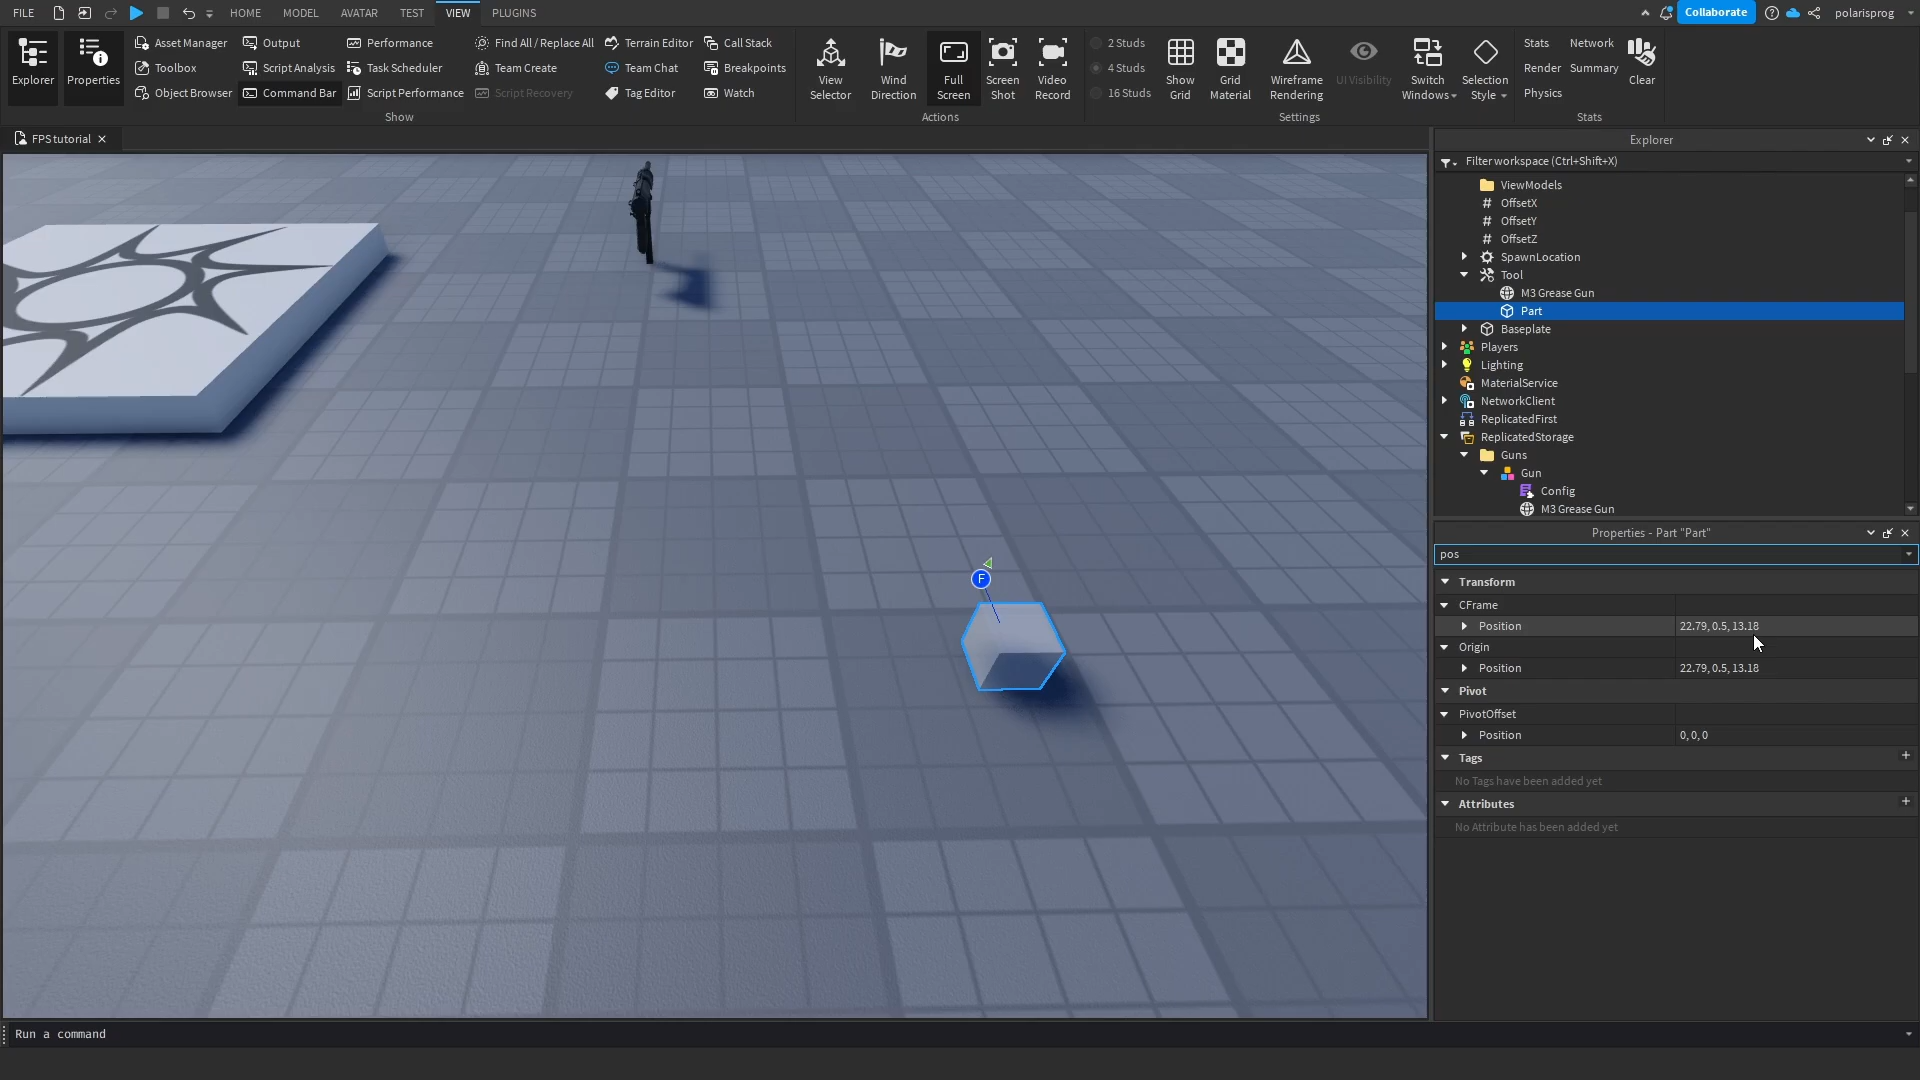 FILE HOME MODEL AVATAR TEST VIEW PLUGINS Collaborate polarisprog
Explorer
Properties
Asset Manager
Toolbox
Object Browser
Output
Script Analysis
Command Bar
Performance
Task Scheduler
Script Performance
Find All / Replace All
Team Create
Script Recovery
Terrain Editor
Team Chat
Tag Editor
Call Stack
Breakpoints
Watch
Show
View
Selector
Wind
Direction
Full
Screen
Screen
Shot
Video
Record
Actions
2 Studs
4 Studs
16 Studs
Show
Grid
Grid
Material
Wireframe
Rendering
UI Visibility
Switch
Windows
Selection
Style
Settings
Stats
Render
Physics
Network
Summary
Clear
Stats
FPS tutorial
F
Explorer
Filter workspace (Ctrl+Shift+X)
ViewModels
OffsetX
OffsetY
OffsetZ
SpawnLocation
Tool
M3 Grease Gun
Part
Baseplate
Players
Lighting
MaterialService
NetworkClient
ReplicatedFirst
ReplicatedStorage
Guns
Gun
Config
M3 Grease Gun
Properties - Part "Part"
pos
Transform
CFrame
Position 22.79, 0.5, 13.18
Origin
Position 22.79, 0.5, 13.18
Pivot
PivotOffset
Position 0, 0, 0
Tags
No Tags have been added yet
Attributes
No Attribute has been added yet
Run a command